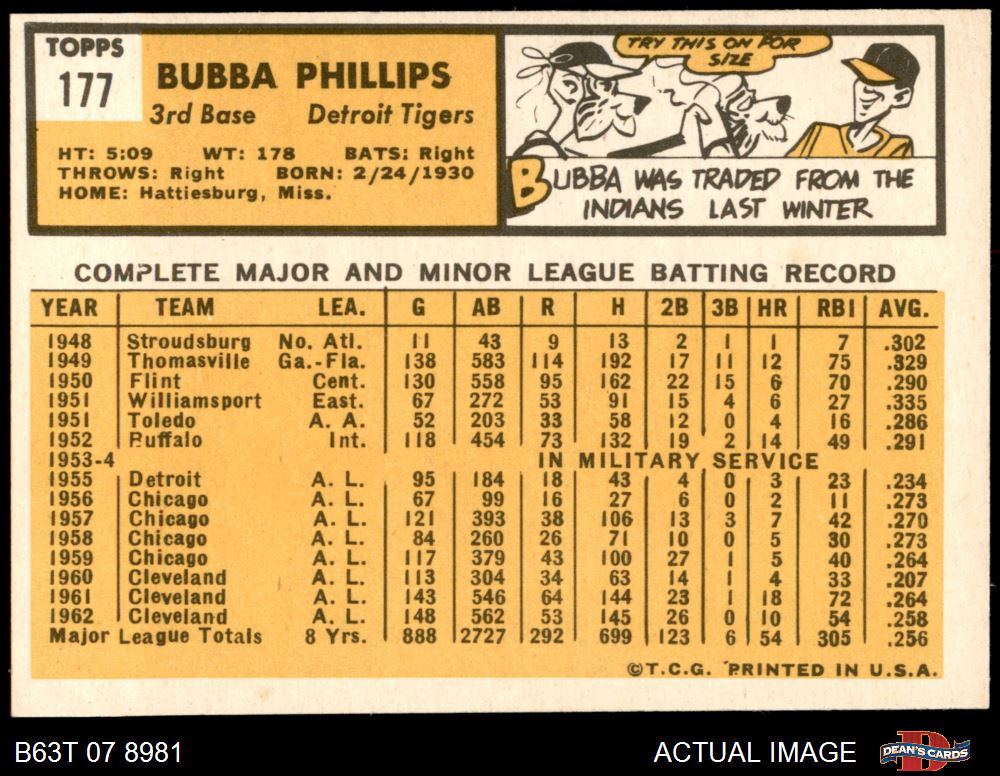 TOPPS
177
BUBBA PHILLIPS
3rd Base Detroit Tigers
HT: 5:09 WT: 178 BATS: Right
THROWS: Right BORN: 2/24/1930
HOME: Hattiesburg, Miss.
TRY THIS ON FOR
SIZE
BUBBA WAS TRADED FROM THE
INDIANS LAST WINTER
COMPLETE MAJOR AND MINOR LEAGUE BATTING RECORD
YEAR TEAM LEA. G AB R H 2B 3B HR RBI AVG.
1948 Stroudsburg No. Atl. 11 43 9 13 2 1 1 7 .302
1949 Thomasville Ga.-Fla. 138 583 114 192 17 11 12 75 .329
1950 Flint Cent. 130 558 95 162 22 15 6 70 .290
1951 Williamsport East. 67 272 53 91 15 4 6 27 .335
1951 Toledo A. A. 52 203 33 58 12 0 4 16 .286
1952 Buffalo Int. 118 454 73 132 19 2 14 49 .291
1953-4 IN MILITARY SERVICE
1955 Detroit A. L. 95 184 18 43 4 0 3 23 .234
1956 Chicago A. L. 67 99 16 27 6 0 2 11 .273
1957 Chicago A. L. 121 393 38 106 13 3 7 42 .270
1958 Chicago A. L. 84 260 26 71 10 0 5 30 .273
1959 Chicago A. L. 117 379 43 100 27 1 5 40 .264
1960 Cleveland A. L. 113 304 34 63 14 1 4 33 .207
1961 Cleveland A. L. 143 546 64 144 23 1 18 72 .264
1962 Cleveland A. L. 148 562 53 145 26 0 10 54 .258
Major League Totals 8 Yrs. 888 2727 292 699 123 6 54 305 .256
©T.C.G. PRINTED IN U.S.A.
B63T 07 8981 ACTUAL IMAGE DEAN'S CARDS